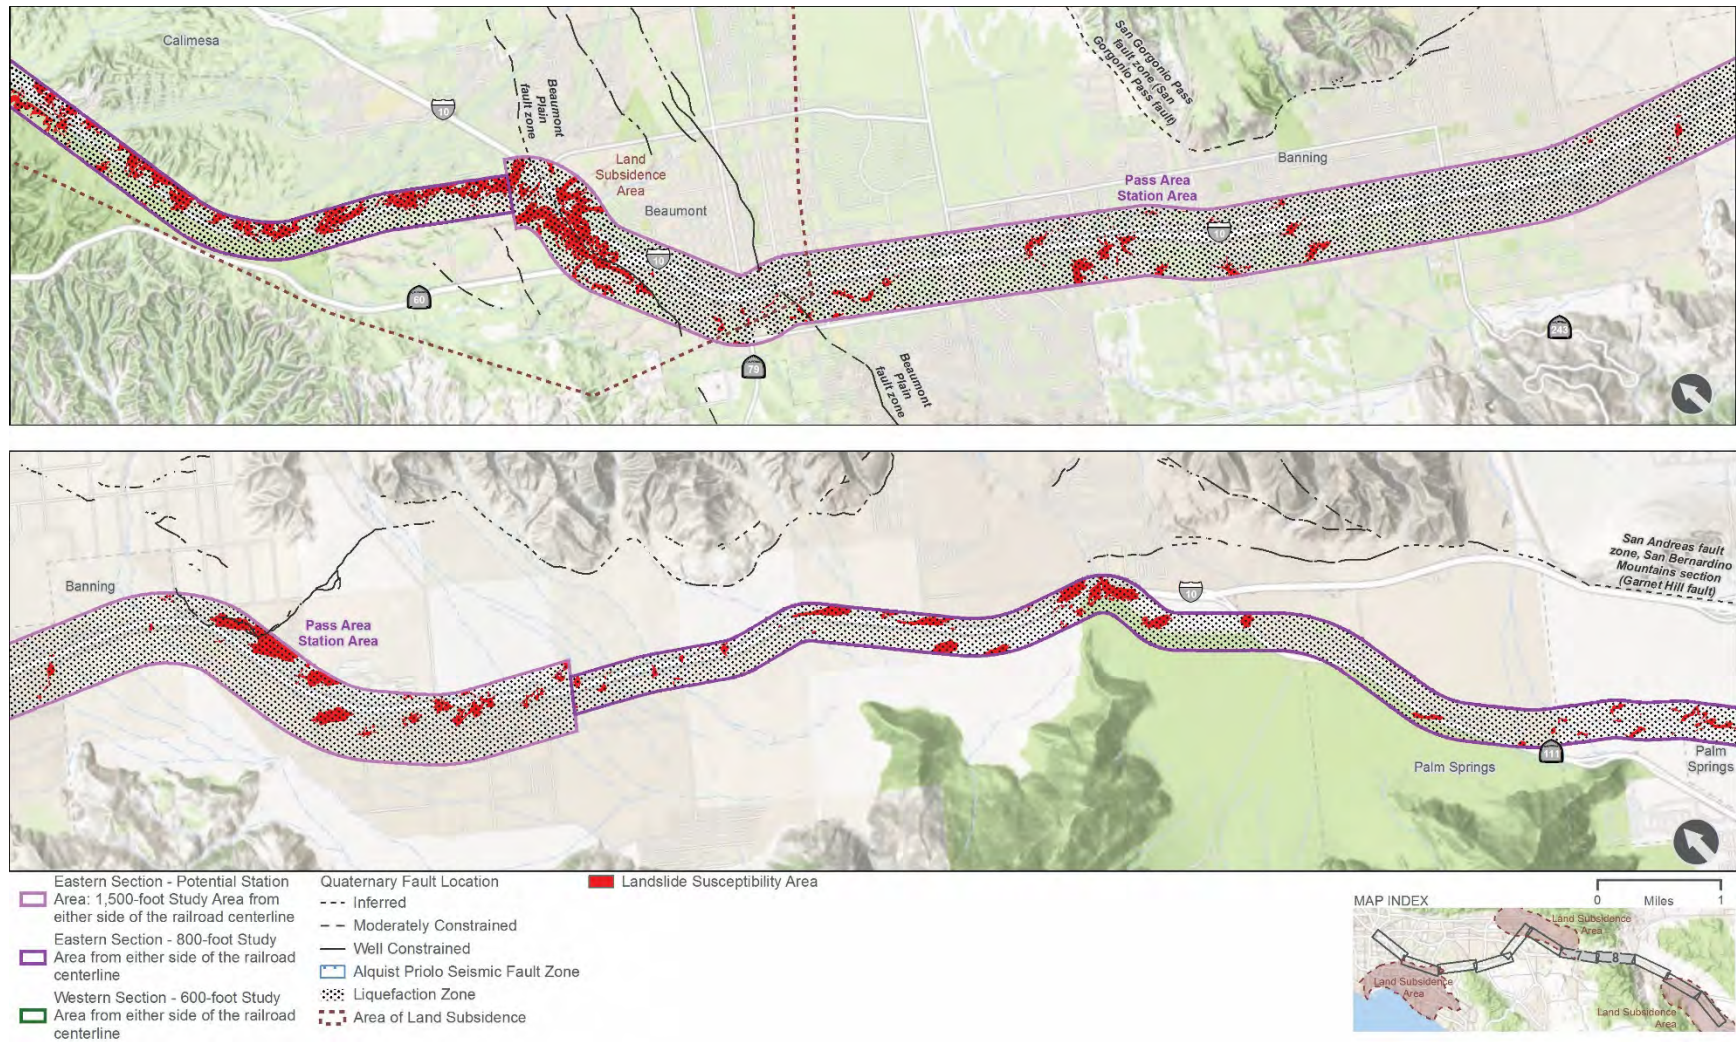 Calimesa
10
Beaumont
Plain
fault zone
Land
Subsidence
Area
Beaumont
10
60
79
Beaumont
Plain
fault zone
San Gorgonio Pass
fault zone (San
Gorgonio Pass fault)
Banning
Pass Area
Station Area
10
243
Banning
Pass Area
Station Area
10
San Andreas fault
zone, San Bernardino
Mountains section
(Garnet Hill fault)
Palm Springs
111
Palm
Springs
Eastern Section - Potential Station
Area: 1,500-foot Study Area from
either side of the railroad centerline
Eastern Section - 800-foot Study
Area from either side of the railroad
centerline
Western Section - 600-foot Study
Area from either side of the railroad
centerline
Quaternary Fault Location
Inferred
Moderately Constrained
Well Constrained
Alquist Priolo Seismic Fault Zone
Liquefaction Zone
Area of Land Subsidence
Landslide Susceptibility Area
0 Miles 1
MAP INDEX
Land Subsidence
Area
7
8
Land Subsidence
Area
Land Subsidence
Area